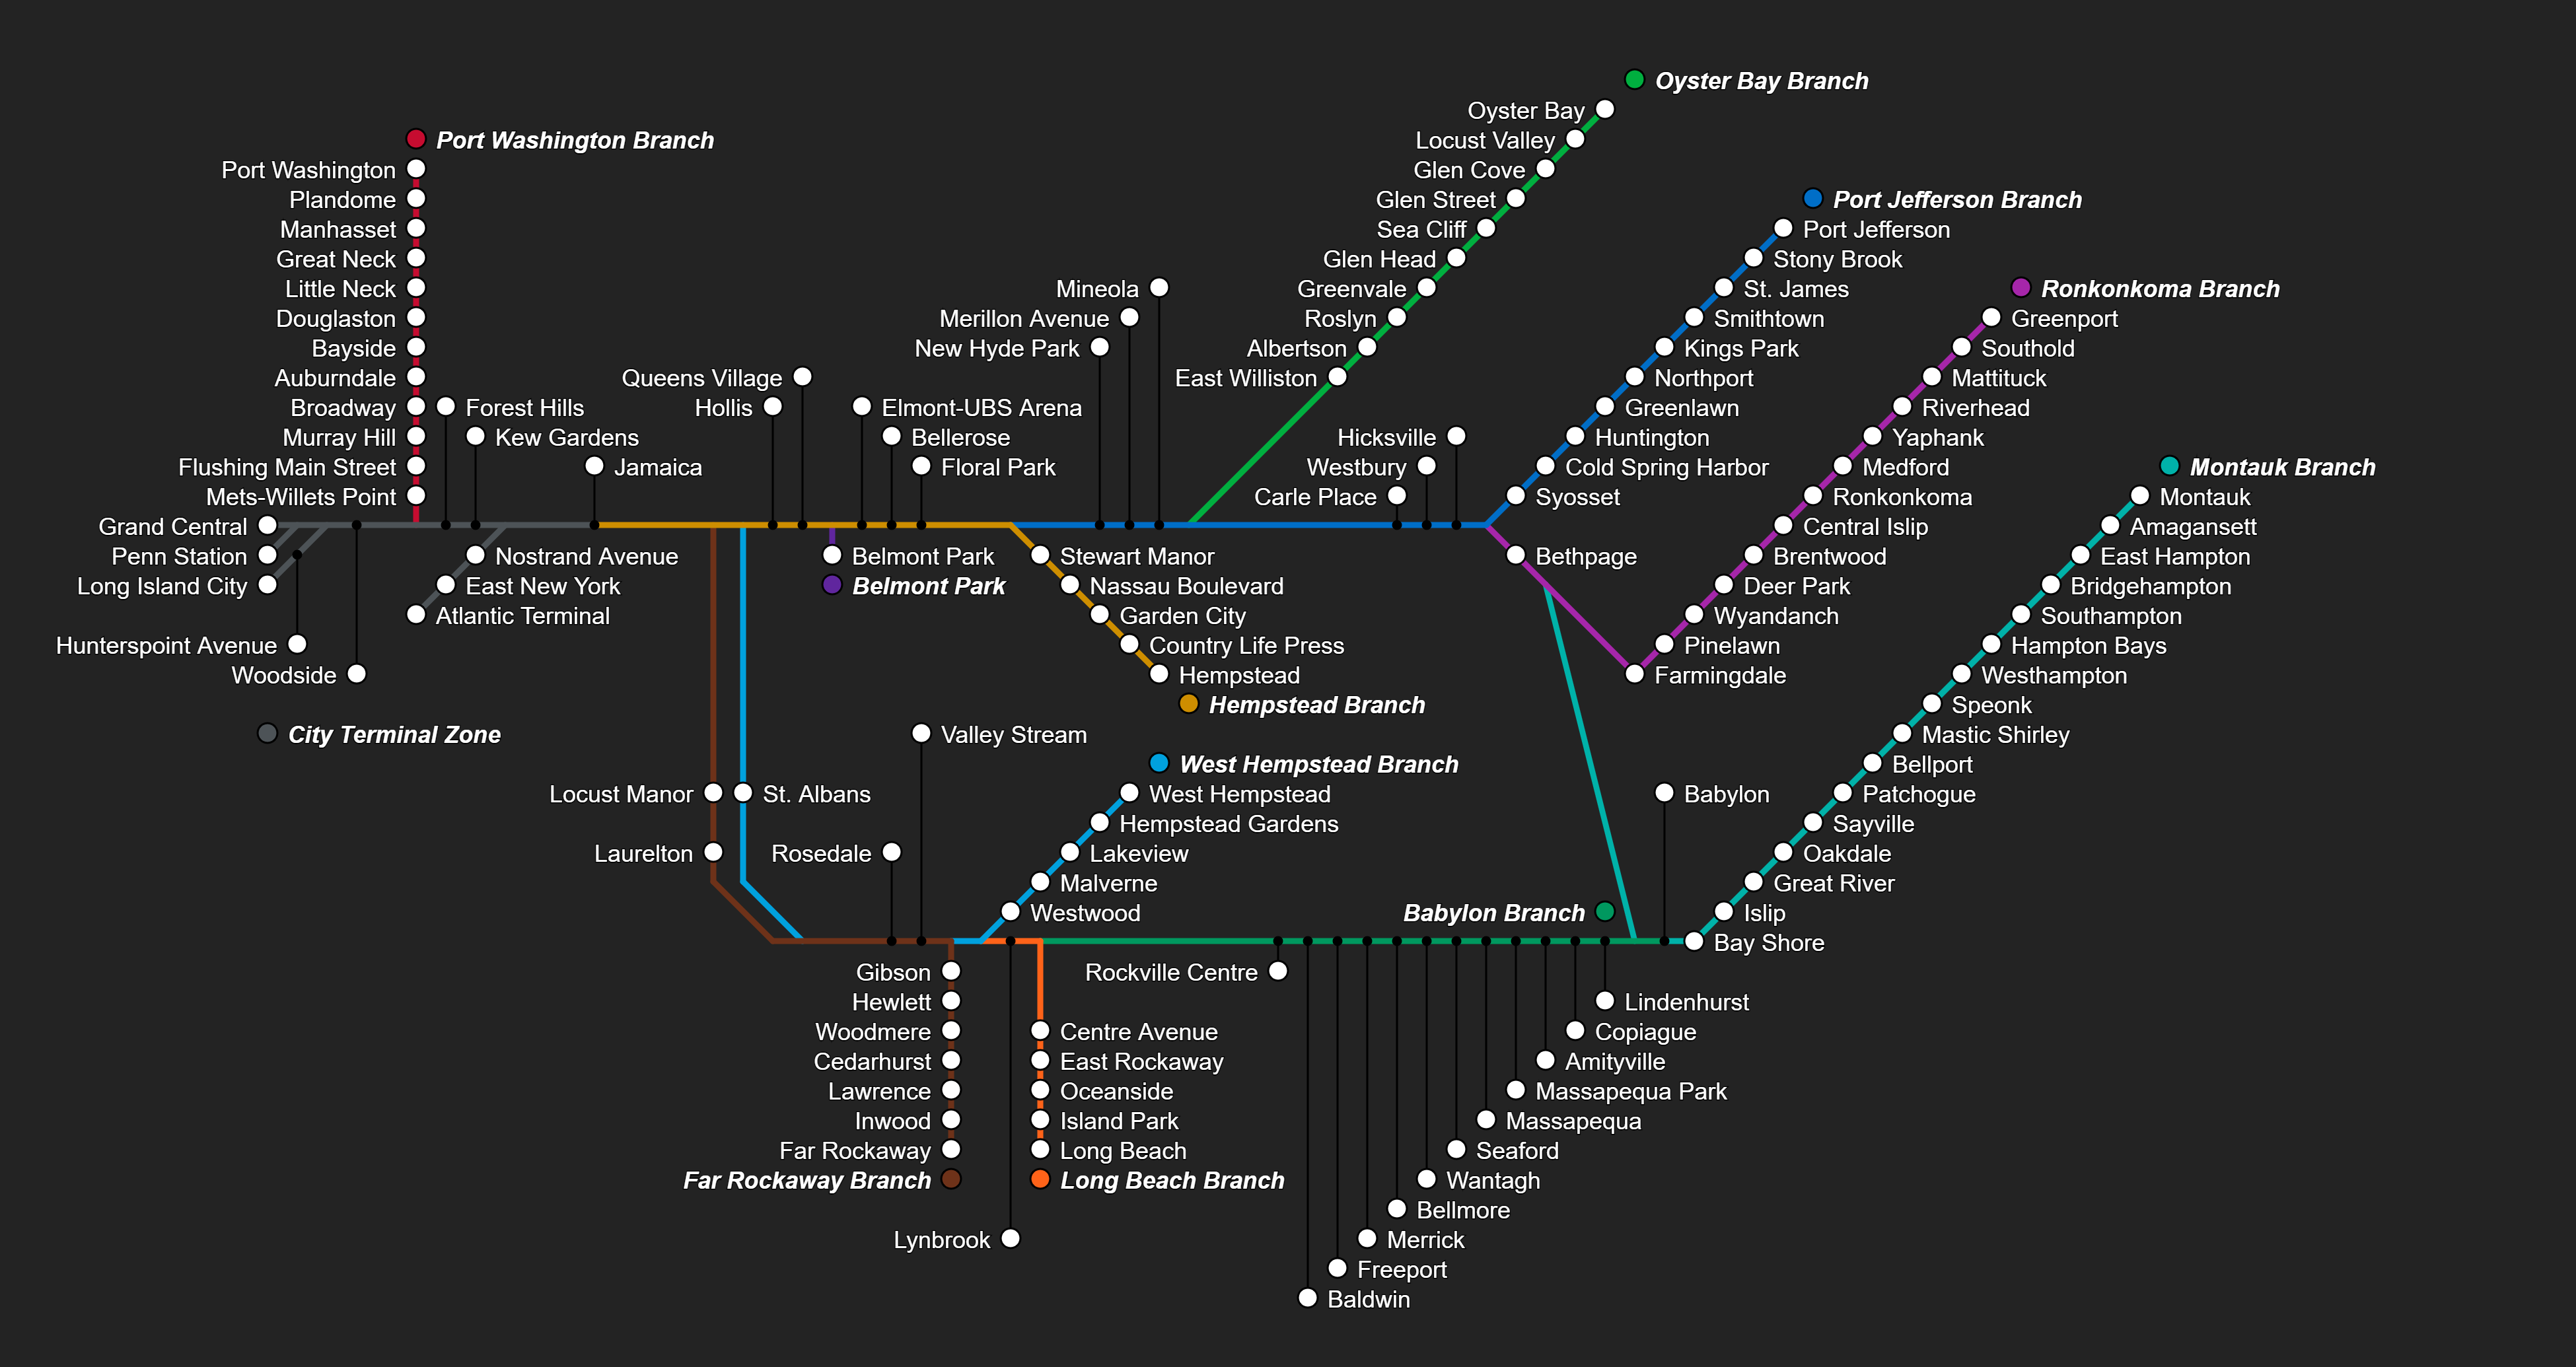 Oyster Bay Branch
Oyster Bay
Locust Valley
Glen Cove
Glen Street
Sea Cliff
Glen Head
Greenvale
Roslyn
Albertson
East Williston
Port Washington Branch
Port Washington
Plandome
Manhasset
Great Neck
Little Neck
Douglaston
Bayside
Auburndale
Broadway
Murray Hill
Flushing Main Street
Mets-Willets Point
Forest Hills
Kew Gardens
Jamaica
Queens Village
Hollis
Elmont-UBS Arena
Bellerose
Floral Park
Mineola
Merillon Avenue
New Hyde Park
Hicksville
Westbury
Carle Place
Port Jefferson Branch
Port Jefferson
Stony Brook
St. James
Smithtown
Kings Park
Northport
Greenlawn
Huntington
Cold Spring Harbor
Syosset
Ronkonkoma Branch
Greenport
Southold
Mattituck
Riverhead
Yaphank
Medford
Ronkonkoma
Central Islip
Brentwood
Deer Park
Wyandanch
Pinelawn
Farmingdale
Bethpage
Montauk Branch
Montauk
Amagansett
East Hampton
Bridgehampton
Southampton
Hampton Bays
Westhampton
Speonk
Mastic Shirley
Bellport
Patchogue
Sayville
Oakdale
Great River
Islip
Bay Shore
Babylon
Grand Central
Penn Station
Long Island City
Hunterspoint Avenue
Woodside
City Terminal Zone
Nostrand Avenue
East New York
Atlantic Terminal
Belmont Park
Belmont Park
Stewart Manor
Nassau Boulevard
Garden City
Country Life Press
Hempstead
Hempstead Branch
Valley Stream
West Hempstead Branch
West Hempstead
Hempstead Gardens
Lakeview
Malverne
Westwood
Locust Manor
St. Albans
Laurelton
Rosedale
Babylon Branch
Gibson
Hewlett
Woodmere
Cedarhurst
Lawrence
Inwood
Far Rockaway
Far Rockaway Branch
Centre Avenue
East Rockaway
Oceanside
Island Park
Long Beach
Long Beach Branch
Lynbrook
Rockville Centre
Lindenhurst
Copiague
Amityville
Massapequa Park
Massapequa
Seaford
Wantagh
Bellmore
Merrick
Freeport
Baldwin